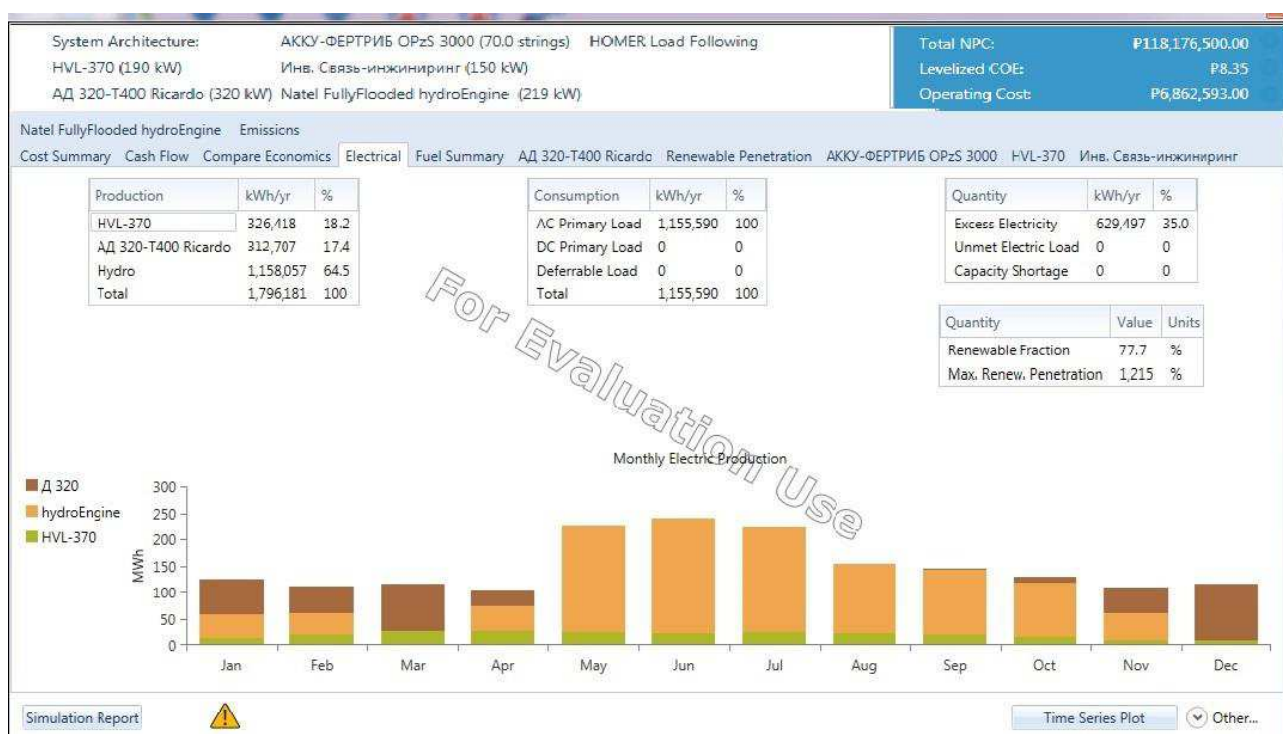 System Architecture: АККУ-ФЕРТРИБ OPzS 3000 (70.0 strings) HOMER Load Following
HVL-370 (190 kW) Инв. Связь-инжиниринг (150 kW)
АД 320-Т400 Ricardo (320 kW) Natel FullyFlooded hydroEngine (219 kW)
Total NPC: ₽118,176,500.00
Levelized COE: ₽8.35
Operating Cost: ₽6,862,593.00
Natel FullyFlooded hydroEngine Emissions
Cost Summary Cash Flow Compare Economics Electrical Fuel Summary АД 320-Т400 Ricardo Renewable Penetration АККУ-ФЕРТРИБ OPzS 3000 HVL-370 Инв. Связь-инжиниринг
Production kWh/yr %
HVL-370 326,418 18.2
АД 320-Т400 Ricardo 312,707 17.4
Hydro 1,158,057 64.5
Total 1,796,181 100
Consumption kWh/yr %
AC Primary Load 1,155,590 100
DC Primary Load 0 0
Deferrable Load 0 0
Total 1,155,590 100
Quantity kWh/yr %
Excess Electricity 629,497 35.0
Unmet Electric Load 0 0
Capacity Shortage 0 0
Quantity Value Units
Renewable Fraction 77.7 %
Max. Renew. Penetration 1,215 %
For Evaluation Use
Monthly Electric Production
Д 320
hydroEngine
HVL-370
MWh
300
250
200
150
100
50
0
Jan Feb Mar Apr May Jun Jul Aug Sep Oct Nov Dec
Simulation Report
Time Series Plot Other...